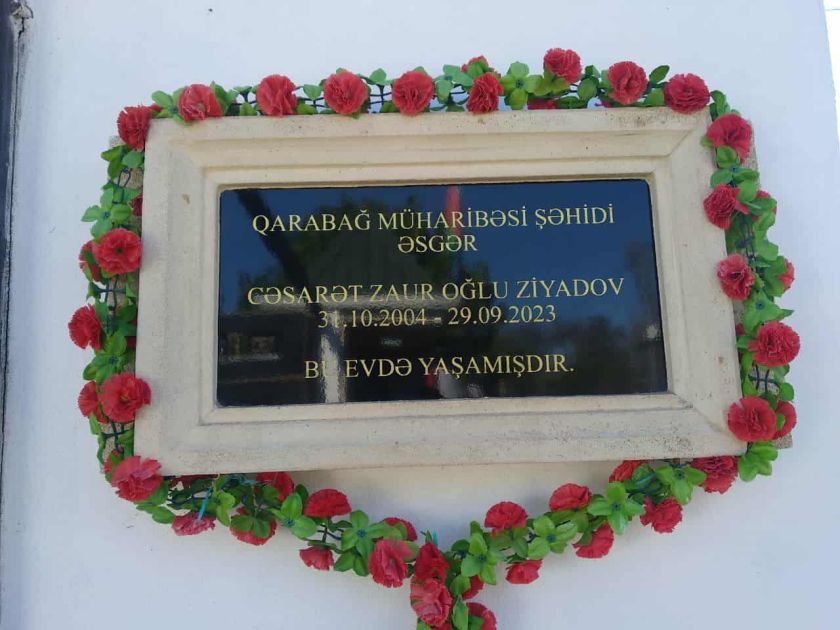 QARABAĞ MÜHARİBƏSİ ŞƏHİDİ
ƏSGƏR
CƏSARƏT ZAUR OĞLU ZİYADOV
31.10.2004 - 29.09.2023
BU EVDƏ YAŞAMIŞDIR.